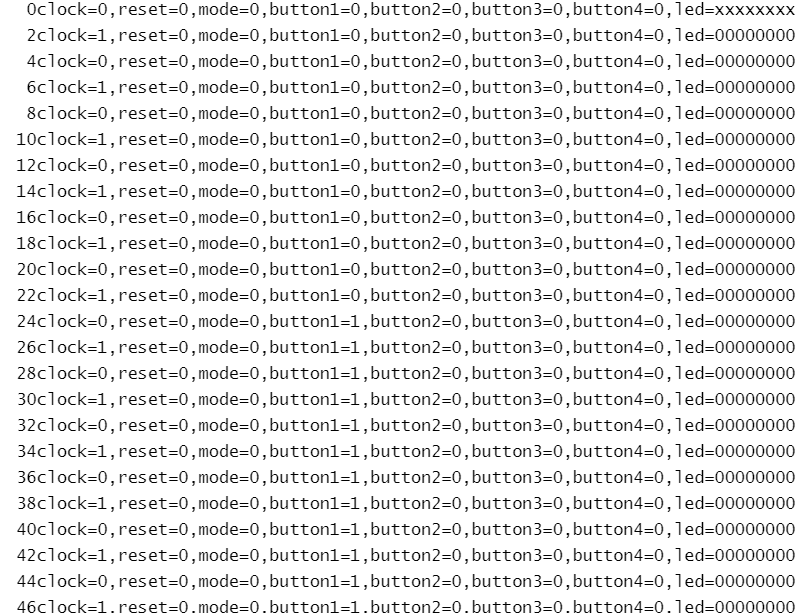 0clock=0,reset=0,mode=0,button1=0,button2=0,button3=0,button4=0,led=xxxxxxxx
2clock=1,reset=0,mode=0,button1=0,button2=0,button3=0,button4=0,led=00000000
4clock=0,reset=0,mode=0,button1=0,button2=0,button3=0,button4=0,led=00000000
6clock=1,reset=0,mode=0,button1=0,button2=0,button3=0,button4=0,led=00000000
8clock=0,reset=0,mode=0,button1=0,button2=0,button3=0,button4=0,led=00000000
10clock=1,reset=0,mode=0,button1=0,button2=0,button3=0,button4=0,led=00000000
12clock=0,reset=0,mode=0,button1=0,button2=0,button3=0,button4=0,led=00000000
14clock=1,reset=0,mode=0,button1=0,button2=0,button3=0,button4=0,led=00000000
16clock=0,reset=0,mode=0,button1=0,button2=0,button3=0,button4=0,led=00000000
18clock=1,reset=0,mode=0,button1=0,button2=0,button3=0,button4=0,led=00000000
20clock=0,reset=0,mode=0,button1=0,button2=0,button3=0,button4=0,led=00000000
22clock=1,reset=0,mode=0,button1=0,button2=0,button3=0,button4=0,led=00000000
24clock=0,reset=0,mode=0,button1=1,button2=0,button3=0,button4=0,led=00000000
26clock=1,reset=0,mode=0,button1=1,button2=0,button3=0,button4=0,led=00000000
28clock=0,reset=0,mode=0,button1=1,button2=0,button3=0,button4=0,led=00000000
30clock=1,reset=0,mode=0,button1=1,button2=0,button3=0,button4=0,led=00000000
32clock=0,reset=0,mode=0,button1=1,button2=0,button3=0,button4=0,led=00000000
34clock=1,reset=0,mode=0,button1=1,button2=0,button3=0,button4=0,led=00000000
36clock=0,reset=0,mode=0,button1=1,button2=0,button3=0,button4=0,led=00000000
38clock=1,reset=0,mode=0,button1=1,button2=0,button3=0,button4=0,led=00000000
40clock=0,reset=0,mode=0,button1=1,button2=0,button3=0,button4=0,led=00000000
42clock=1,reset=0,mode=0,button1=1,button2=0,button3=0,button4=0,led=00000000
44clock=0,reset=0,mode=0,button1=1,button2=0,button3=0,button4=0,led=00000000
46clock=1,reset=0,mode=0,button1=1,button2=0,button3=0,button4=0,led=00000000